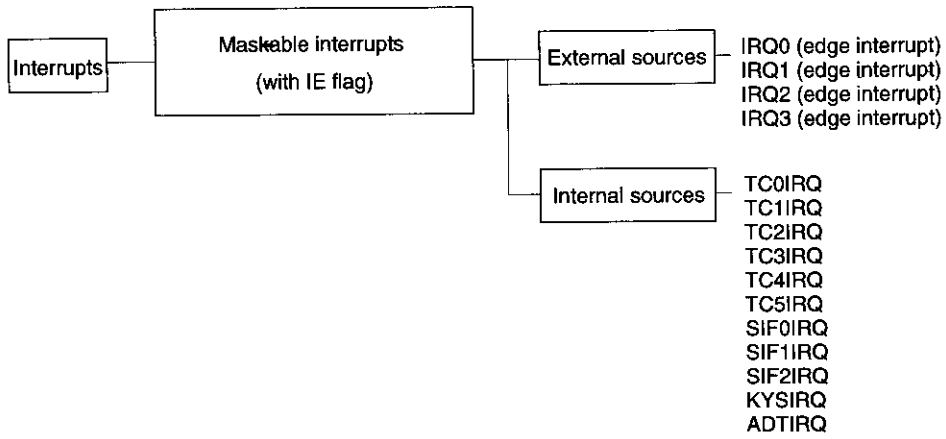 Interrupts
Maskable interrupts
(with IE flag)
External sources
IRQ0 (edge interrupt)
IRQ1 (edge interrupt)
IRQ2 (edge interrupt)
IRQ3 (edge interrupt)
Internal sources
TC0IRQ
TC1IRQ
TC2IRQ
TC3IRQ
TC4IRQ
TC5IRQ
SIF0IRQ
SIF1IRQ
SIF2IRQ
KYSIRQ
ADTIRQ